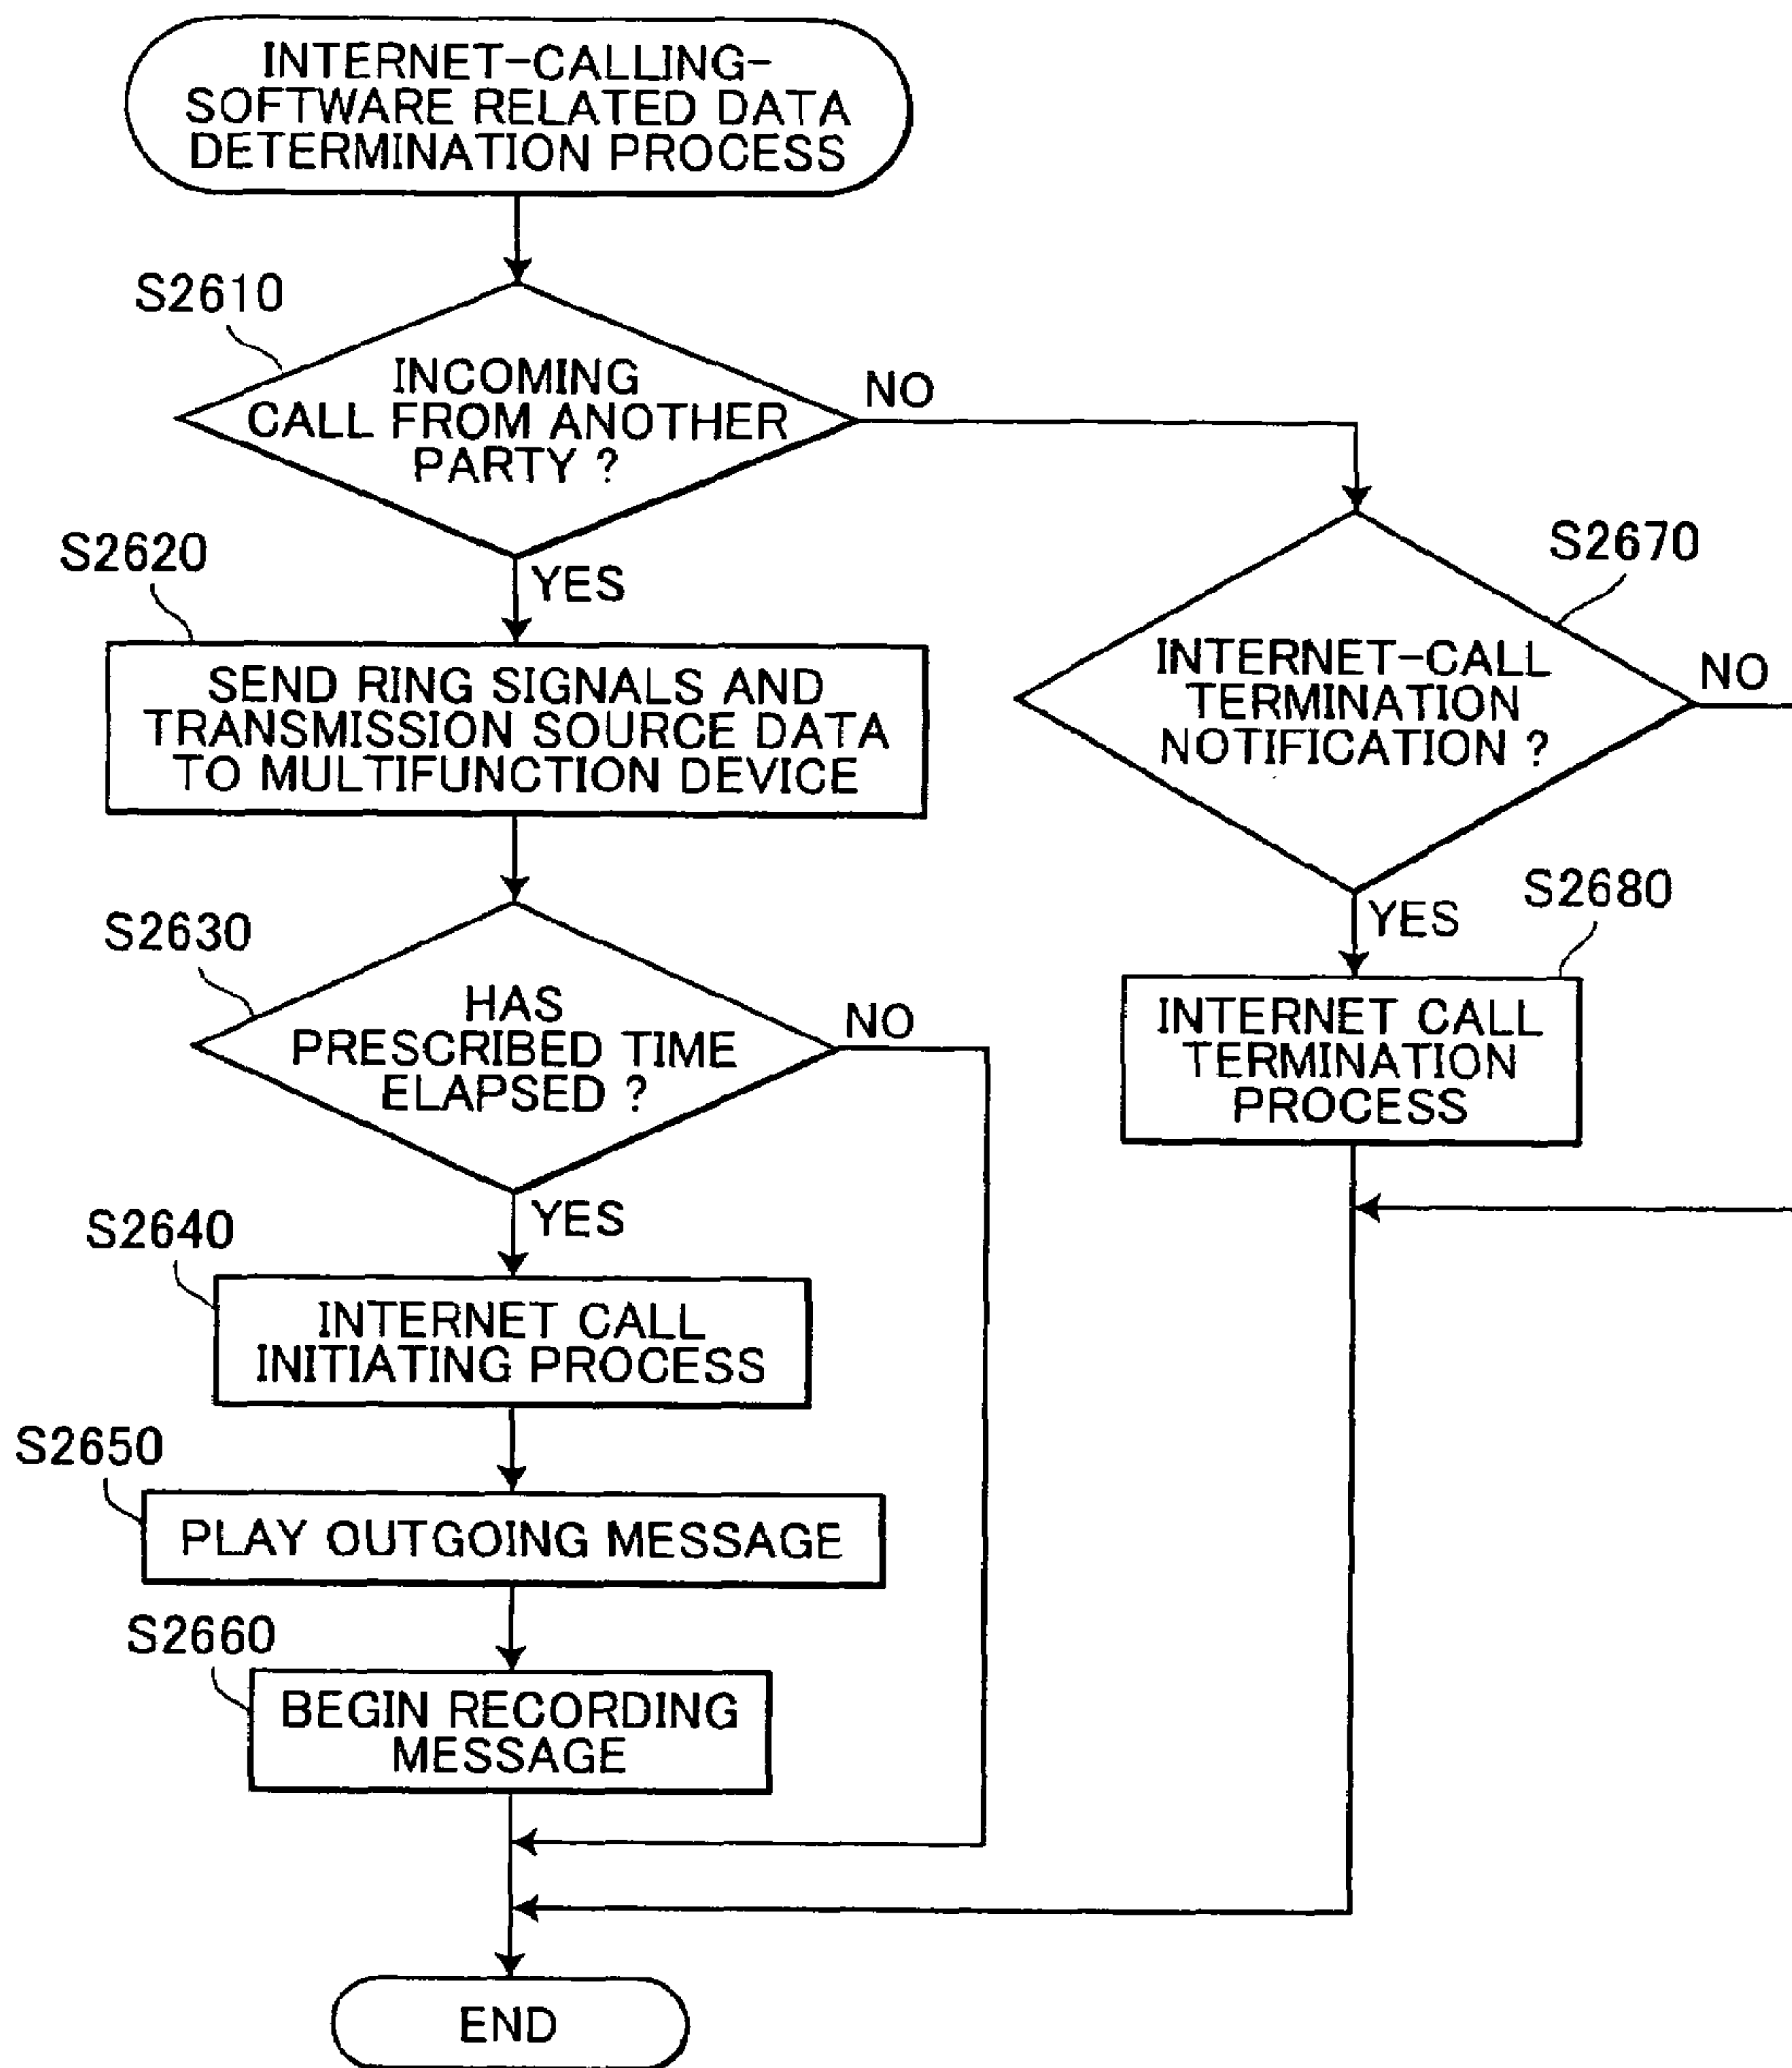 INTERNET-CALLING-
SOFTWARE RELATED DATA
DETERMINATION PROCESS
S2610
INCOMING
CALL FROM ANOTHER
PARTY ?
NO
YES
S2620
SEND RING SIGNALS AND
TRANSMISSION SOURCE DATA
TO MULTIFUNCTION DEVICE
S2630
HAS
PRESCRIBED TIME
ELAPSED ?
NO
YES
S2640
INTERNET CALL
INITIATING PROCESS
S2650
PLAY OUTGOING MESSAGE
S2660
BEGIN RECORDING
MESSAGE
S2670
INTERNET-CALL
TERMINATION
NOTIFICATION ?
NO
YES
S2680
INTERNET CALL
TERMINATION
PROCESS
END